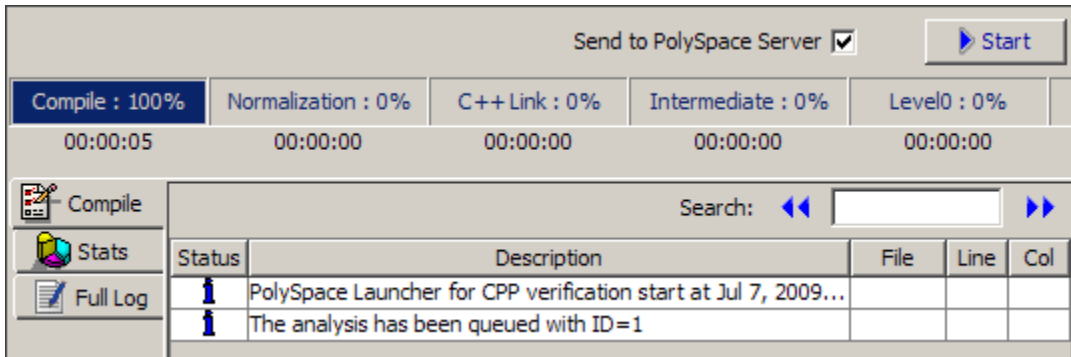 Send to PolySpace Server Start
Compile : 100% Normalization : 0% C++ Link : 0% Intermediate : 0% Level0 : 0%
00:00:05 00:00:00 00:00:00 00:00:00 00:00:00
Compile Search:
Stats Status Description File Line Col
Full Log PolySpace Launcher for CPP verification start at Jul 7, 2009...
The analysis has been queued with ID=1